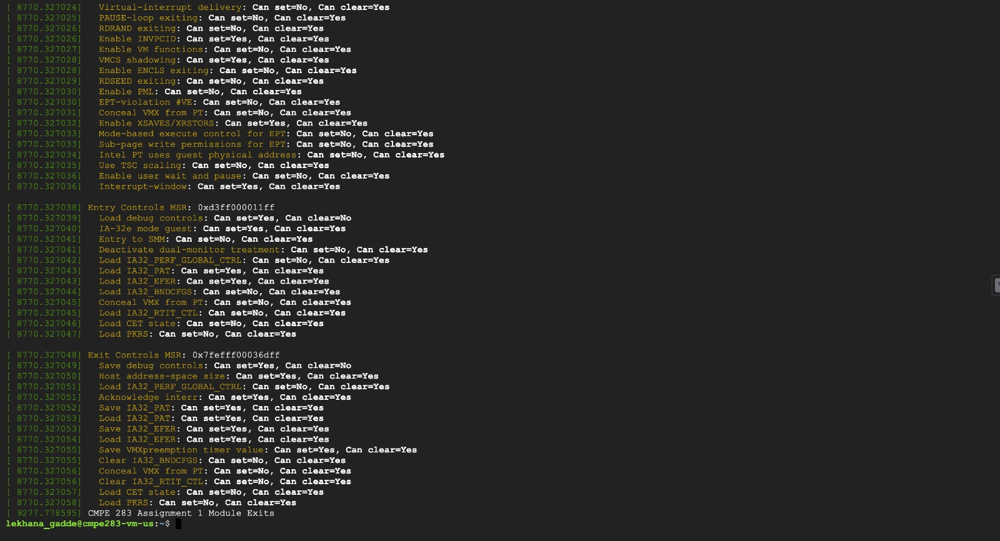 [ 8770.327024]   Virtual-interrupt delivery: Can set=No, Can clear=Yes
[ 8770.327025]   PAUSE-loop exiting: Can set=No, Can clear=Yes
[ 8770.327026]   RDRAND exiting: Can set=No, Can clear=Yes
[ 8770.327026]   Enable INVPCID: Can set=Yes, Can clear=Yes
[ 8770.327027]   Enable VM functions: Can set=No, Can clear=Yes
[ 8770.327028]   VMCS shadowing: Can set=Yes, Can clear=Yes
[ 8770.327028]   Enable ENCLS exiting: Can set=No, Can clear=Yes
[ 8770.327029]   RDSEED exiting: Can set=No, Can clear=Yes
[ 8770.327030]   Enable PML: Can set=No, Can clear=Yes
[ 8770.327030]   EPT-violation #VE: Can set=No, Can clear=Yes
[ 8770.327031]   Conceal VMX from PT: Can set=No, Can clear=Yes
[ 8770.327032]   Enable XSAVES/XRSTORS: Can set=Yes, Can clear=Yes
[ 8770.327033]   Mode-based execute control for EPT: Can set=No, Can clear=Yes
[ 8770.327033]   Sub-page write permissions for EPT: Can set=No, Can clear=Yes
[ 8770.327034]   Intel PT uses guest physical address: Can set=No, Can clear=Yes
[ 8770.327035]   Use TSC scaling: Can set=No, Can clear=Yes
[ 8770.327036]   Enable user wait and pause: Can set=No, Can clear=Yes
[ 8770.327036]   Interrupt-window: Can set=Yes, Can clear=Yes
[ 8770.327038] Entry Controls MSR: 0xd3ff000011ff
[ 8770.327039]   Load debug controls: Can set=Yes, Can clear=No
[ 8770.327040]   IA-32e mode guest: Can set=Yes, Can clear=Yes
[ 8770.327041]   Entry to SMM: Can set=No, Can clear=Yes
[ 8770.327041]   Deactivate dual-monitor treatment: Can set=No, Can clear=Yes
[ 8770.327042]   Load IA32_PERF_GLOBAL_CTRL: Can set=No, Can clear=Yes
[ 8770.327043]   Load IA32_PAT: Can set=Yes, Can clear=Yes
[ 8770.327043]   Load IA32_EFER: Can set=Yes, Can clear=Yes
[ 8770.327044]   Load IA32_BNDCFGS: Can set=No, Can clear=Yes
[ 8770.327045]   Conceal VMX from PT: Can set=No, Can clear=Yes
[ 8770.327045]   Load IA32_RTIT_CTL: Can set=No, Can clear=Yes
[ 8770.327046]   Load CET state: Can set=No, Can clear=Yes
[ 8770.327047]   Load PKRS: Can set=No, Can clear=Yes
[ 8770.327048] Exit Controls MSR: 0x7fefff00036dff
[ 8770.327049]   Save debug controls: Can set=Yes, Can clear=No
[ 8770.327050]   Host address-space size: Can set=Yes, Can clear=Yes
[ 8770.327051]   Load IA32_PERF_GLOBAL_CTRL: Can set=No, Can clear=Yes
[ 8770.327051]   Acknowledge interr: Can set=Yes, Can clear=Yes
[ 8770.327052]   Save IA32_PAT: Can set=Yes, Can clear=Yes
[ 8770.327053]   Load IA32_PAT: Can set=Yes, Can clear=Yes
[ 8770.327053]   Save IA32_EFER: Can set=Yes, Can clear=Yes
[ 8770.327054]   Load IA32_EFER: Can set=Yes, Can clear=Yes
[ 8770.327055]   Save VMXpreemption timer value: Can set=Yes, Can clear=Yes
[ 8770.327055]   Clear IA32_BNDCFGS: Can set=No, Can clear=Yes
[ 8770.327056]   Conceal VMX from PT: Can set=No, Can clear=Yes
[ 8770.327056]   Clear IA32_RTIT_CTL: Can set=No, Can clear=Yes
[ 8770.327057]   Load CET state: Can set=No, Can clear=Yes
[ 8770.327058]   Load PKRS: Can set=No, Can clear=Yes
[ 9277.778595] CMPE 283 Assignment 1 Module Exits
lekhana_gadde@cmpe283-vm-us:~$